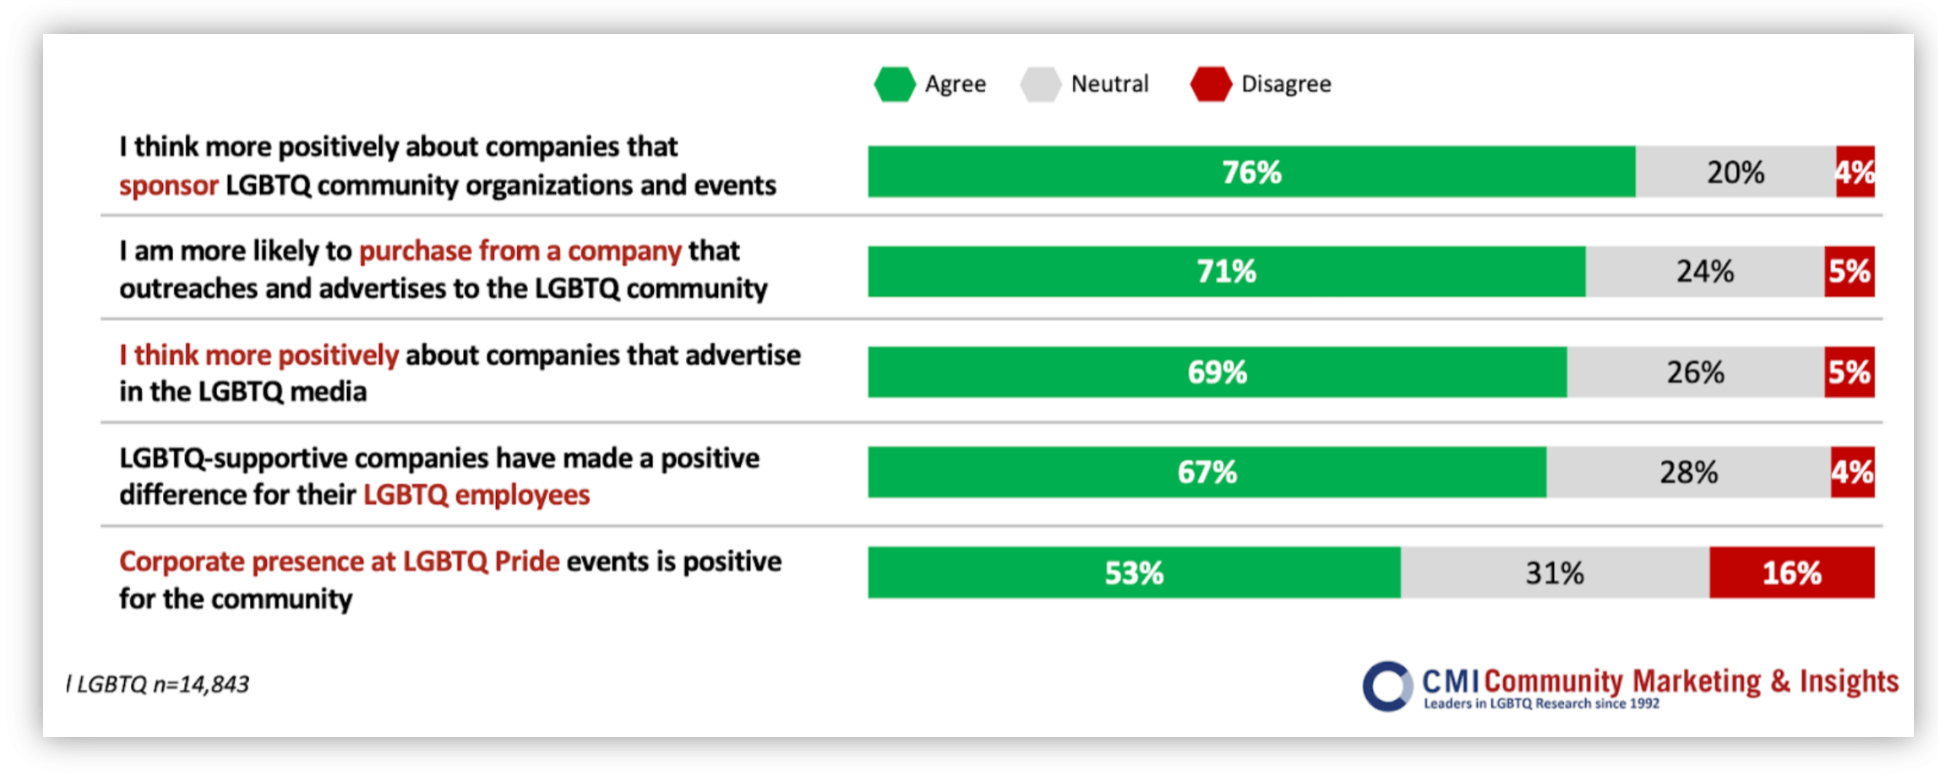 Agree Neutral Disagree
I think more positively about companies that
sponsor LGBTQ community organizations and events
76% 20% 4%
I am more likely to purchase from a company that
outreaches and advertises to the LGBTQ community
71% 24% 5%
I think more positively about companies that advertise
in the LGBTQ media
69% 26% 5%
LGBTQ-supportive companies have made a positive
difference for their LGBTQ employees
67% 28% 4%
Corporate presence at LGBTQ Pride events is positive
for the community
53% 31% 16%
l LGBTQ n=14,843
CMI Community Marketing & Insights
Leaders in LGBTQ Research since 1992